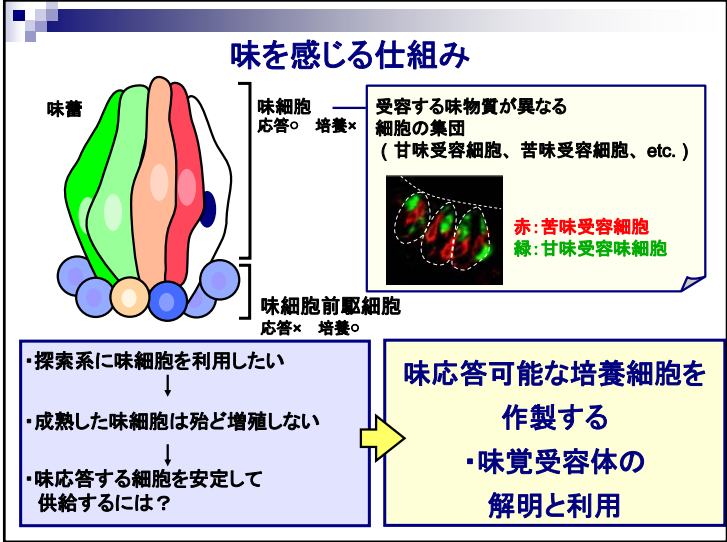 味を感じる仕組み
味蕾
味細胞
応答○　培養×
受容する味物質が異なる
細胞の集団
（ 甘味受容細胞、苦味受容細胞、etc. ）
赤：苦味受容細胞
緑：甘味受容味細胞
味細胞前駆細胞
応答×　培養○
・探索系に味細胞を利用したい
↓
・成熟した味細胞は殆ど増殖しない
↓
・味応答する細胞を安定して
供給するには？
味応答可能な培養細胞を
作製する
・味覚受容体の
解明と利用